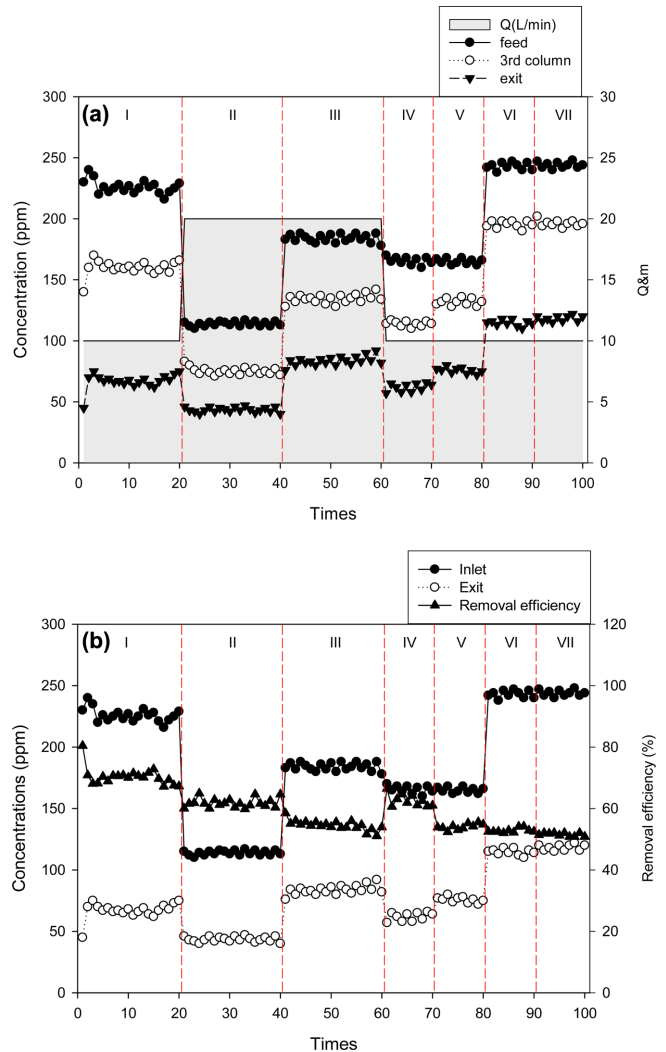 Q(L/min)
feed
3rd column
exit
300
250
200
150
100
50
0
Concentration (ppm)
(a)
I
II
III
IV
V
VI
VII
30
25
20
15
10
5
0
Q&m
0
10
20
30
40
50
60
70
80
90
100
Times
Inlet
Exit
Removal efficiency
300
250
200
150
100
50
0
Concentrations (ppm)
(b)
I
II
III
IV
V
VI
VII
120
100
80
60
40
20
0
Removal efficiency (%)
0
10
20
30
40
50
60
70
80
90
100
Times